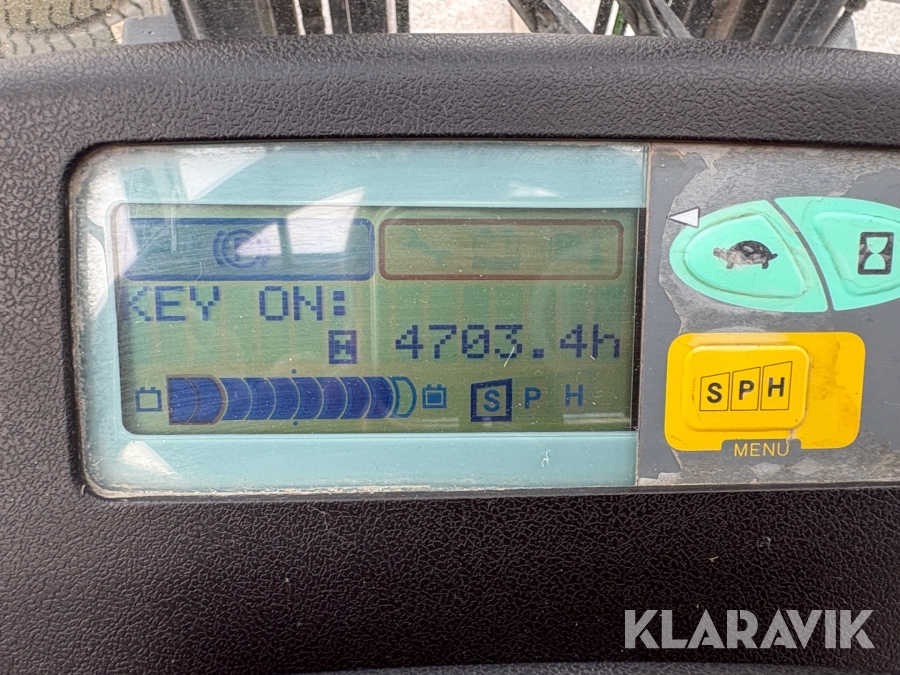 KEY ON:
H 4703.4h
S P H
SPH
MENU
KLARAVIK